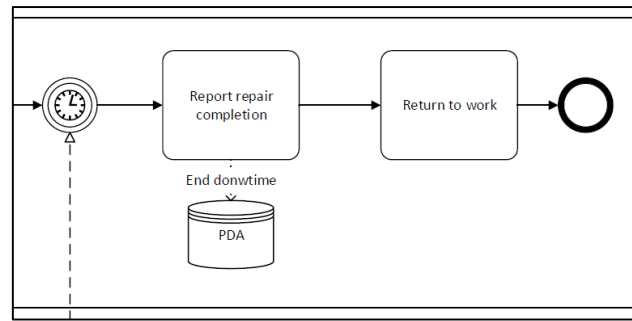 Report repair
completion
Return to work
End donwtime
PDA